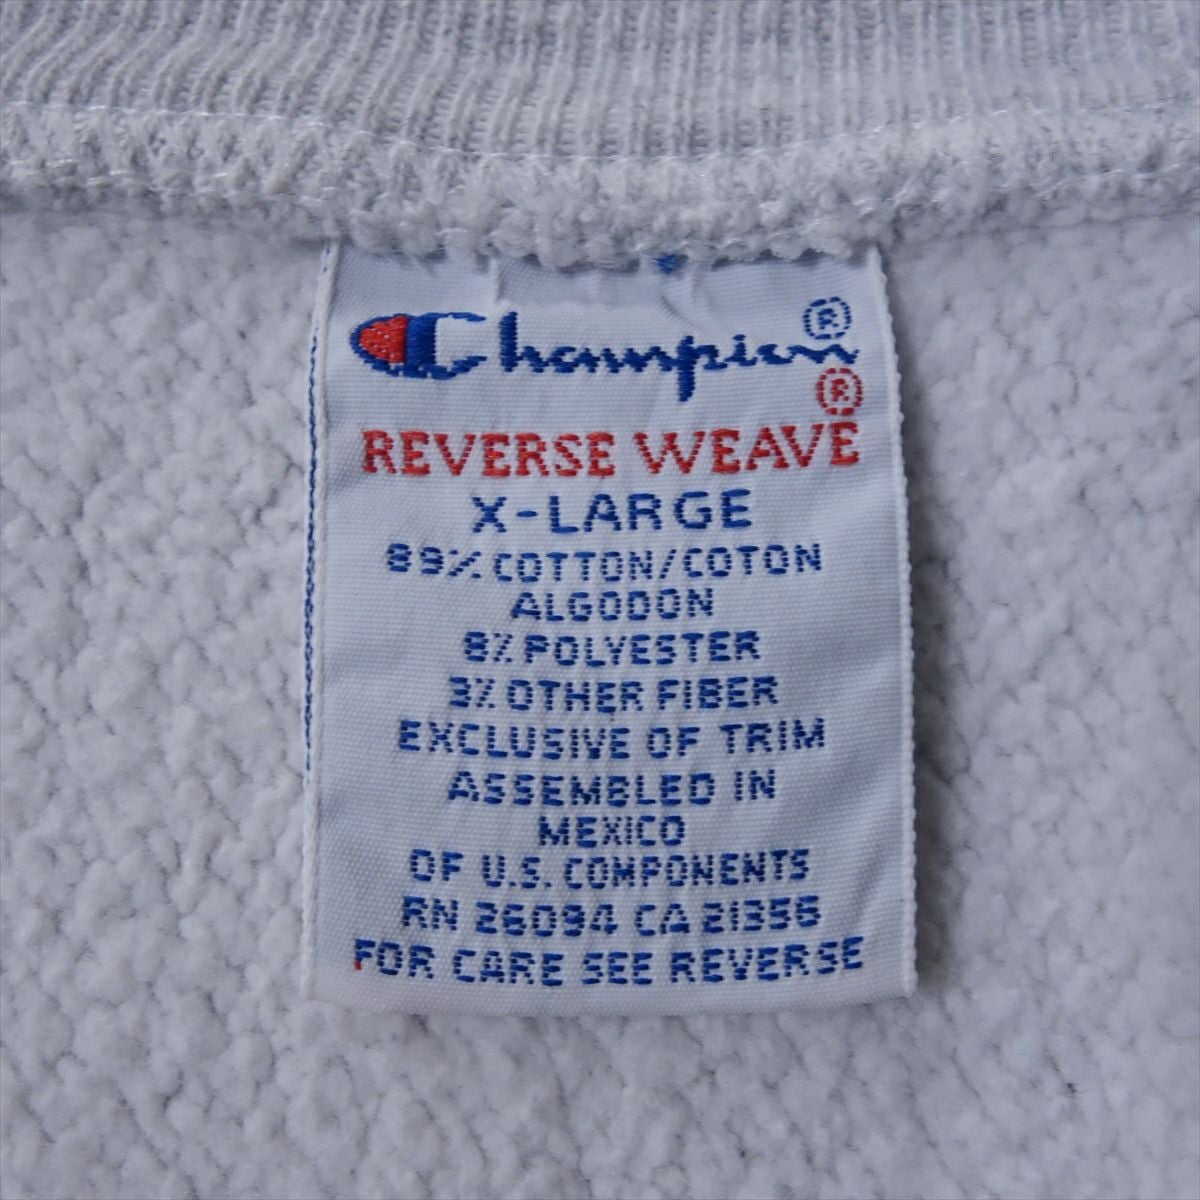 Champion ®
®
REVERSE WEAVE
X-LARGE
89% COTTON/COTON
ALGODON
8% POLYESTER
3% OTHER FIBER
EXCLUSIVE OF TRIM
ASSEMBLED IN
MEXICO
OF U.S. COMPONENTS
RN 26094 CA 21356
FOR CARE SEE REVERSE